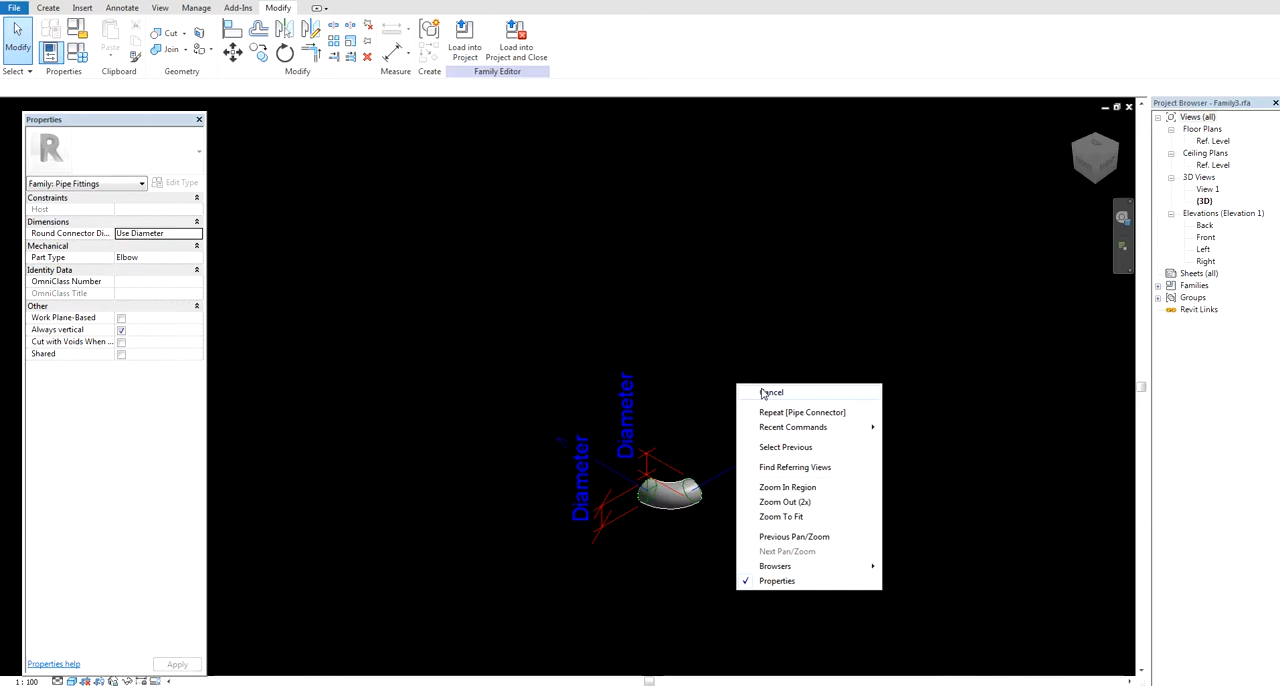 File Create Insert Annotate View Manage Add-Ins Modify
Modify
Paste
Cut
Join
Load into
Project
Load into
Project and Close
Select Properties Clipboard Geometry Modify Measure Create Family Editor
Properties
R
Family: Pipe Fittings Edit Type
Constraints
Host
Dimensions
Round Connector Di... Use Diameter
Mechanical
Part Type Elbow
Identity Data
OmniClass Number
OmniClass Title
Other
Work Plane-Based
Always vertical
Cut with Voids When ...
Shared
Properties help Apply
1 : 100
Diameter
Diameter
Cancel
Repeat [Pipe Connector]
Recent Commands
Select Previous
Find Referring Views
Zoom In Region
Zoom Out (2x)
Zoom To Fit
Previous Pan/Zoom
Next Pan/Zoom
Browsers
Properties
Project Browser - Family3.rfa
Views (all)
Floor Plans
Ref. Level
Ceiling Plans
Ref. Level
3D Views
View 1
{3D}
Elevations (Elevation 1)
Back
Front
Left
Right
Sheets (all)
Families
Groups
Revit Links